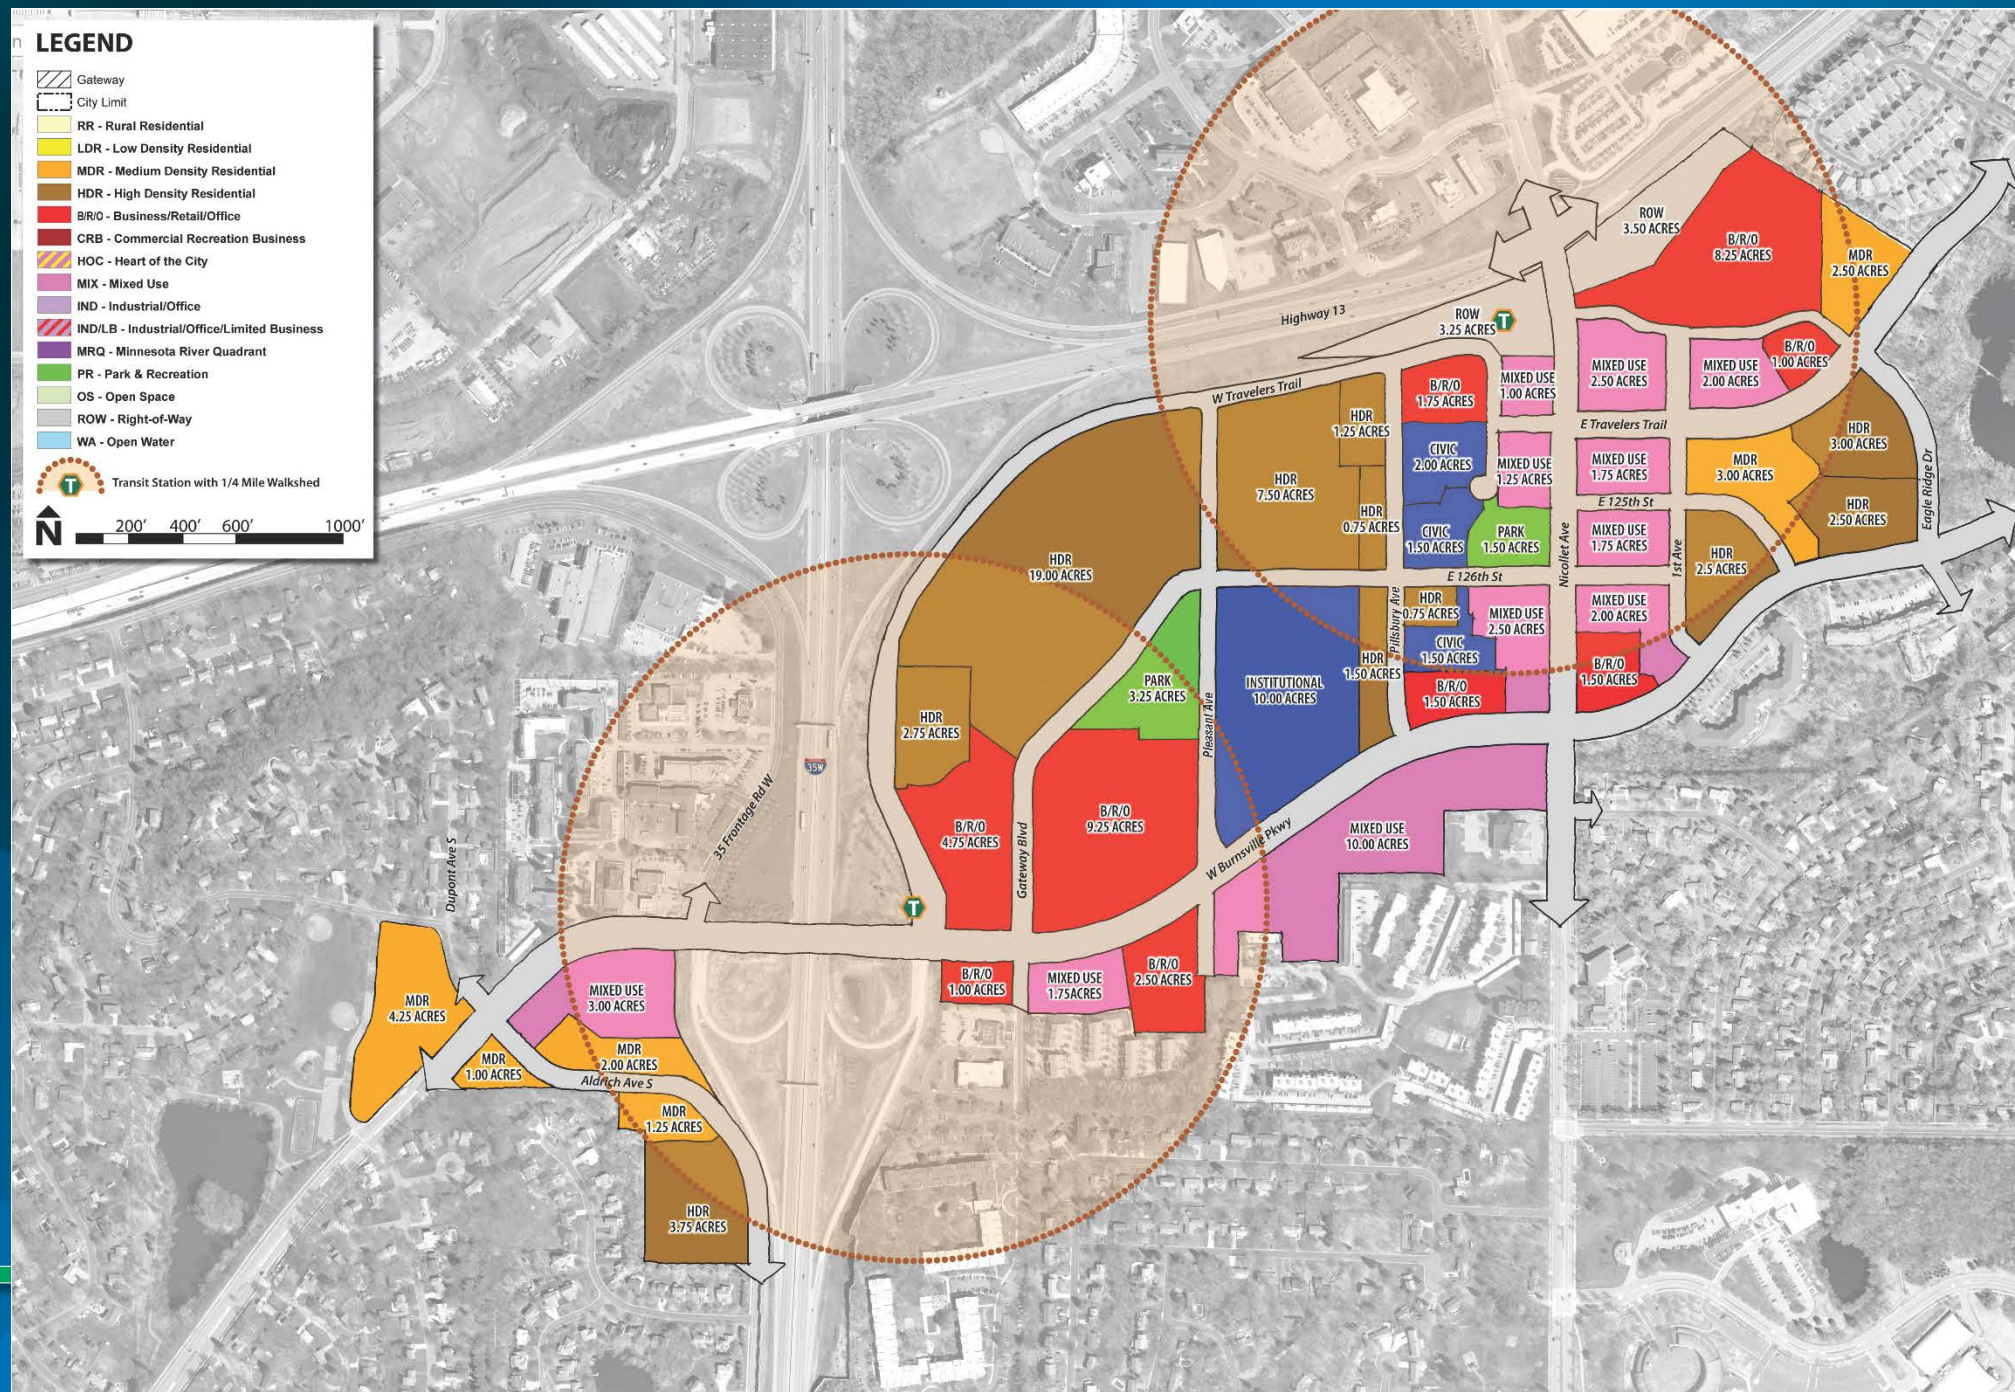 LEGEND
Gateway
City Limit
RR - Rural Residential
LDR - Low Density Residential
MDR - Medium Density Residential
HDR - High Density Residential
B/R/O - Business/Retail/Office
CRB - Commercial Recreation Business
HOC - Heart of the City
MIX - Mixed Use
IND - Industrial/Office
IND/LB - Industrial/Office/Limited Business
MRQ - Minnesota River Quadrant
PR - Park & Recreation
OS - Open Space
ROW - Right-of-Way
WA - Open Water
T
Transit Station with 1/4 Mile Walkshed
N
200' 400' 600' 1000'
ROW
3.50 ACRES
B/R/O
8.25 ACRES
MDR
2.50 ACRES
Highway 13
ROW
3.25 ACRES
T
MIXED USE
1.00 ACRES
MIXED USE
2.50 ACRES
MIXED USE
2.00 ACRES
B/R/O
1.00 ACRES
W Travelers Trail
B/R/O
1.75 ACRES
HDR
1.25 ACRES
E Travelers Trail
HDR
3.00 ACRES
CIVIC
2.00 ACRES
MIXED USE
1.25 ACRES
MIXED USE
1.75 ACRES
MDR
3.00 ACRES
Eagle Ridge Dr
HDR
7.50 ACRES
E 125th St
HDR
2.50 ACRES
HDR
0.75 ACRES
CIVIC
1.50 ACRES
PARK
1.50 ACRES
Nicollet Ave
MIXED USE
1.75 ACRES
1st Ave
HDR
2.5 ACRES
HDR
19.00 ACRES
E 126th St
Pillsbury Ave
HDR
0.75 ACRES
MIXED USE
2.50 ACRES
MIXED USE
2.00 ACRES
CIVIC
1.50 ACRES
HDR
1.50 ACRES
B/R/O
1.50 ACRES
B/R/O
1.50 ACRES
PARK
3.25 ACRES
INSTITUTIONAL
10.00 ACRES
Pleasant Ave
HDR
2.75 ACRES
35W
35 Frontage Rd W
B/R/O
4.75 ACRES
Gateway Blvd
B/R/O
9.25 ACRES
W Burnsville Pkwy
MIXED USE
10.00 ACRES
Dupont Ave S
T
B/R/O
1.00 ACRES
MIXED USE
1.75ACRES
B/R/O
2.50 ACRES
MIXED USE
3.00 ACRES
MDR
4.25 ACRES
MDR
1.00 ACRES
MDR
2.00 ACRES
Aldrich Ave S
MDR
1.25 ACRES
HDR
3.75 ACRES